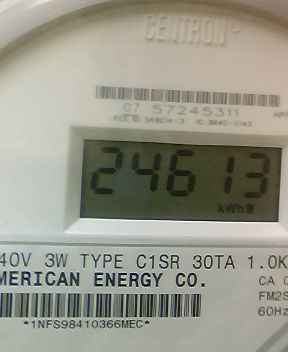 CENTRON
07 57245311
24613
kWh
40V 3W TYPE C1SR 30TA 1.0K
MERICAN ENERGY CO.
CA 0
FM2S
60Hz
*1NFS98410366MEC*